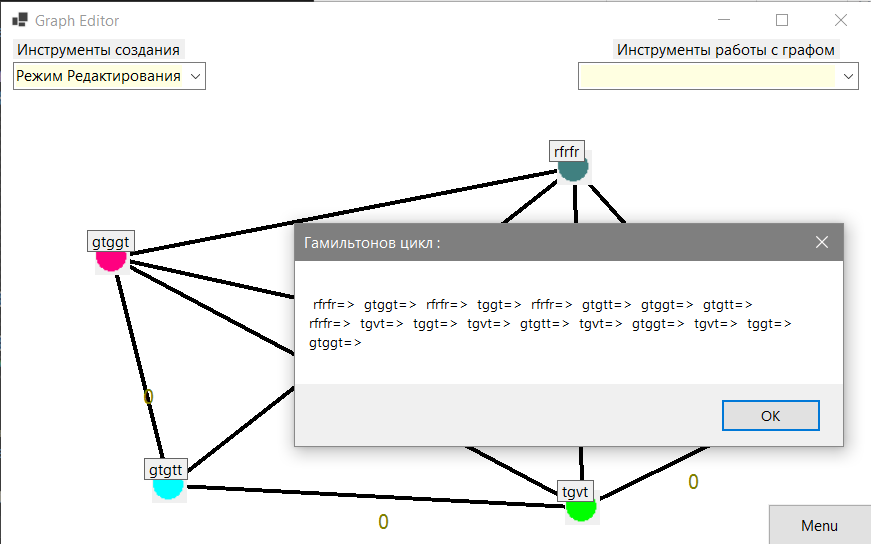 Graph Editor
Инструменты создания
Инструменты работы с графом
Режим Редактирования
rfrfr
gtggt
Гамильтонов цикл :
rfrfr=> gtggt=> rfrfr=> tggt=> rfrfr=> gtgtt=> gtggt=> gtgtt=>
rfrfr=> tgvt=> tggt=> tgvt=> gtgtt=> tgvt=> gtggt=> tgvt=> tggt=>
gtggt=>
0
OK
gtgtt
0
tgvt
0
Menu